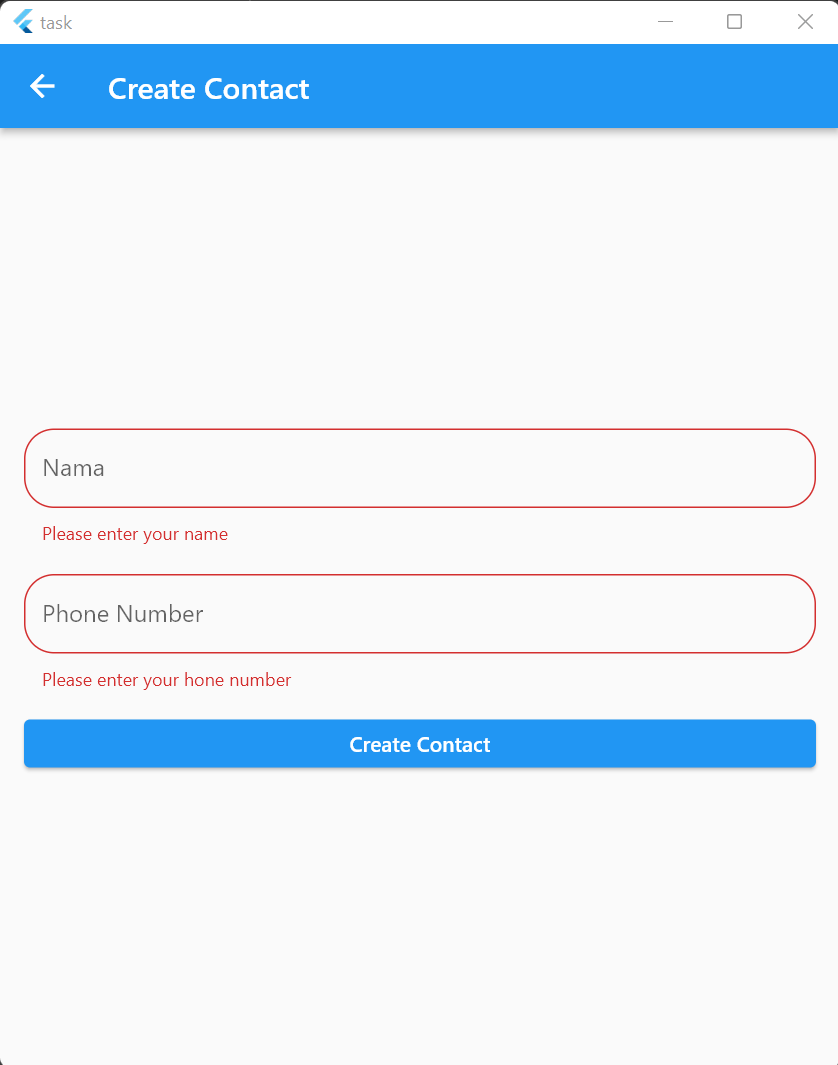 task
Create Contact
Nama
Please enter your name
Phone Number
Please enter your hone number
Create Contact